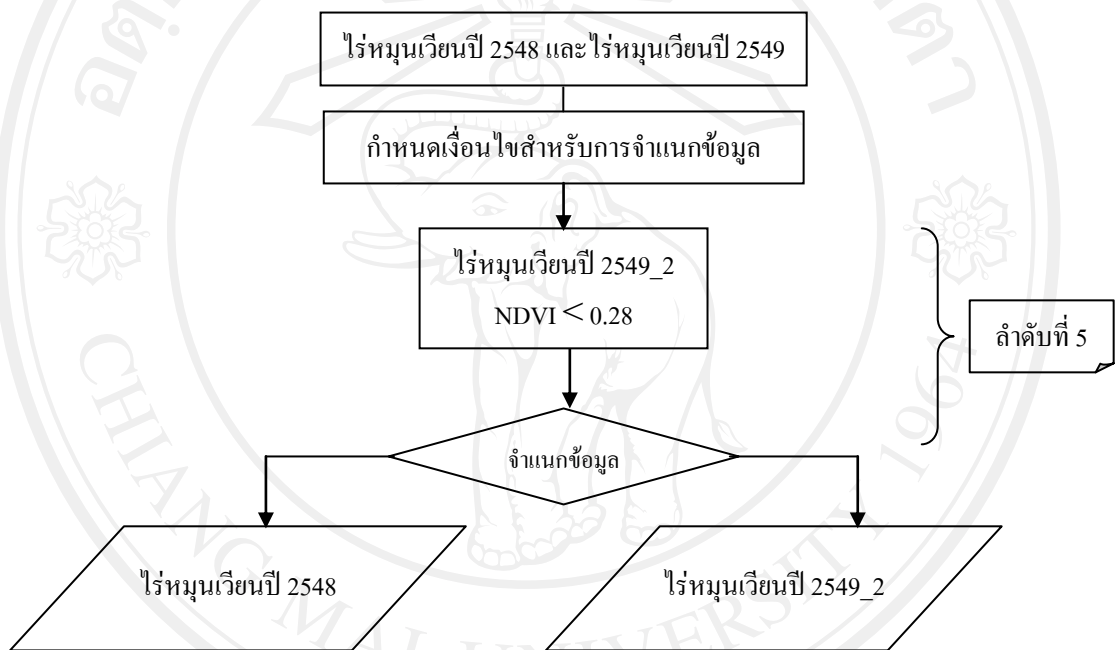 ไร่หมุนเวียนปี 2548 และไร่หมุนเวียนปี 2549
กำหนดเงื่อนไขสำหรับการจำแนกข้อมูล
ไร่หมุนเวียนปี 2549_2
NDVI < 0.28
ลำดับที่ 5
จำแนกข้อมูล
ไร่หมุนเวียนปี 2548
ไร่หมุนเวียนปี 2549_2
CHIANG MAI UNIVERSITY 1964